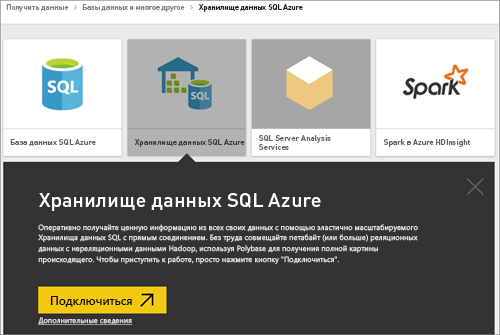 Получить данные > Базы данных и многое другое > Хранилище данных SQL Azure
SQL
SQL
Spark
База данных SQL Azure
Хранилище данных SQL Azure
SQL Server Analysis
Services
Spark в Azure HDInsight
Хранилище данных SQL Azure
Оперативно получайте ценную информацию из всех своих данных с помощью эластично масштабируемого
Хранилища данных SQL с прямым соединением. Без труда совмещайте петабайт (или больше) реляционных
данных с нереляционными данными Hadoop, используя Polybase для получения полной картины
происходящего. Чтобы приступить к работе, просто нажмите кнопку "Подключиться".
Подключиться
Дополнительные сведения